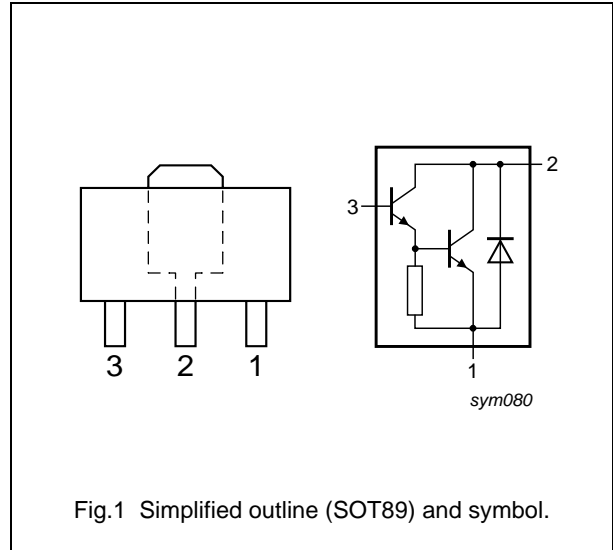 3 2 1
3
2
1
sym080
Fig.1 Simplified outline (SOT89) and symbol.